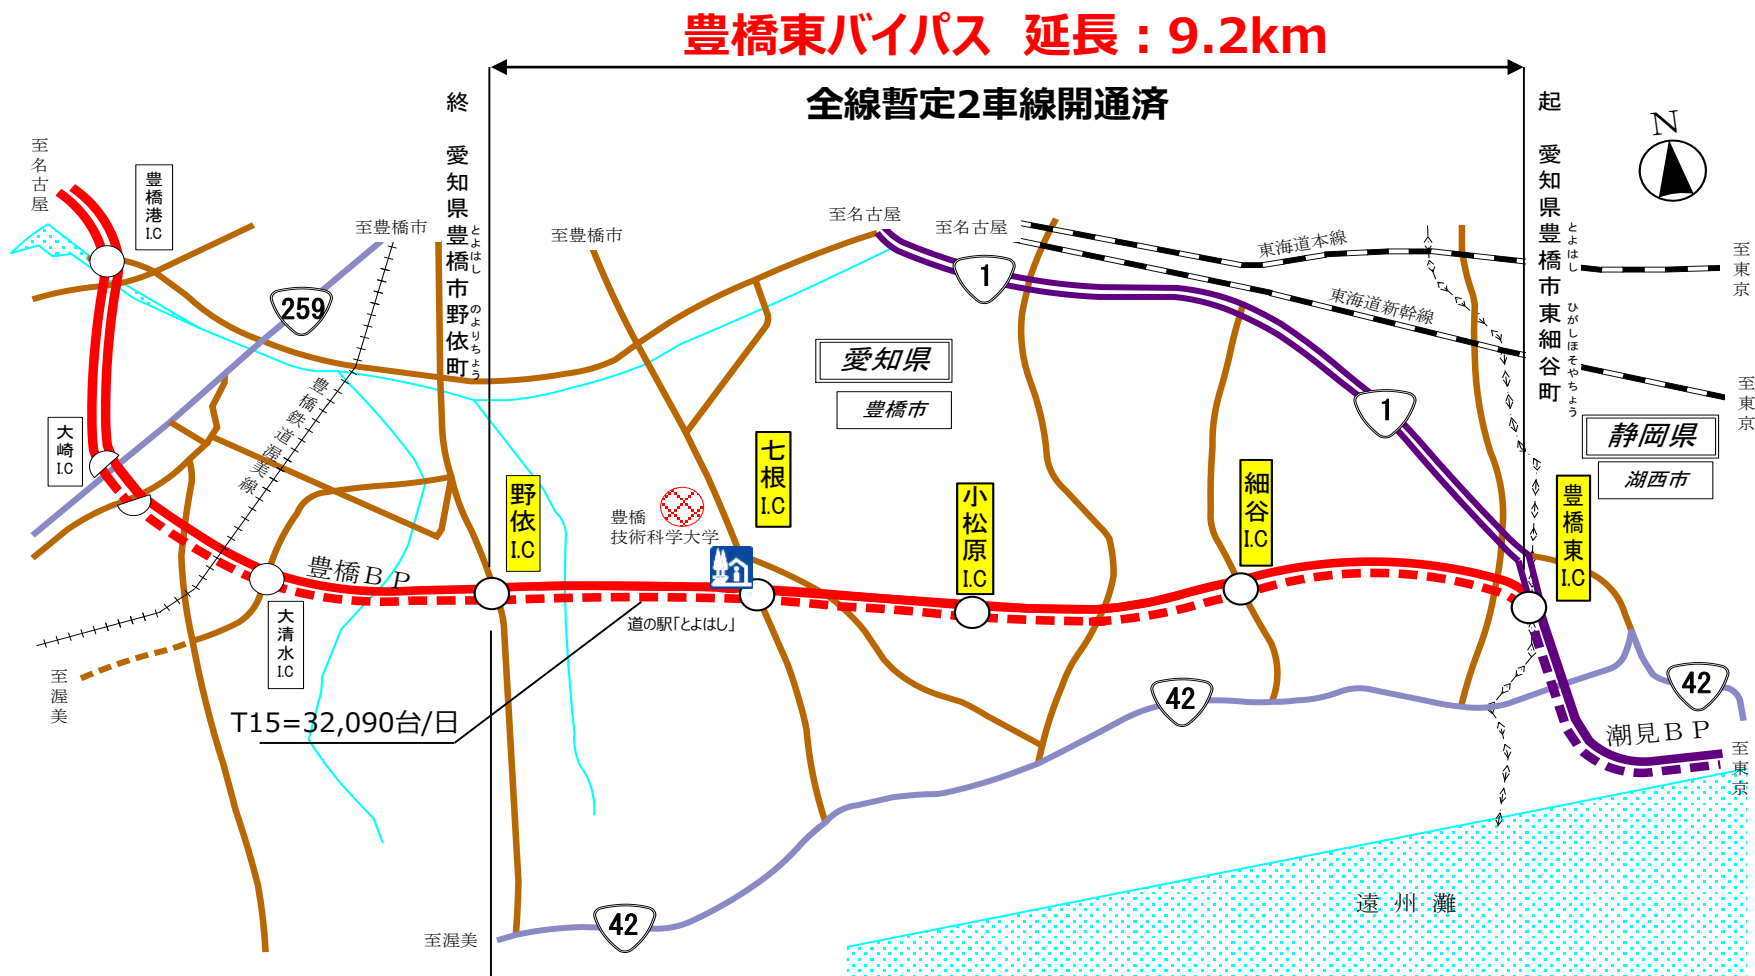 豊橋東バイパス 延長：9.2km
全線暫定2車線開通済
終 愛知県豊橋市野依町
とよはし
のよりちょう
起 愛知県豊橋市東細谷町
とよはし
ひがしほそやちょう
N
至名古屋
豊橋港I.C
至豊橋市
至豊橋市
至名古屋
至名古屋
東海道本線
東海道新幹線
至東京
至東京
259
1
1
愛知県
豊橋市
静岡県
湖西市
豊橋鉄道渥美線
大崎I.C
野依I.C
七根I.C
小松原I.C
細谷I.C
豊橋東I.C
豊橋
技術科学大学
豊橋ＢＰ
大清水I.C
道の駅｢とよはし｣
至渥美
T15=32,090台/日
42
42
潮見ＢＰ
至東京
遠州灘
42
至渥美